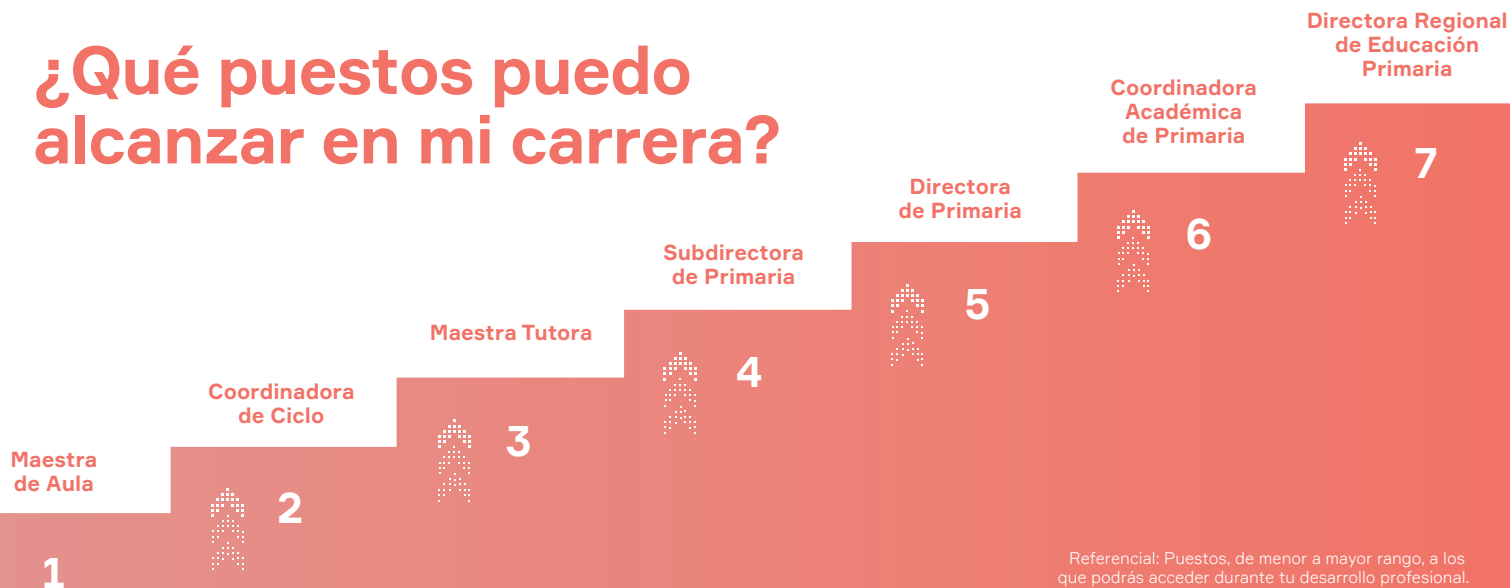 ¿Qué puestos puedo
alcanzar en mi carrera?
Maestra
de Aula
1
Coordinadora
de Ciclo
2
Maestra Tutora
3
Subdirectora
de Primaria
4
Directora
de Primaria
5
Coordinadora
Académica
de Primaria
6
Directora Regional
de Educación
Primaria
7
Referencial: Puestos, de menor a mayor rango, a los
que podrás acceder durante tu desarrollo profesional.